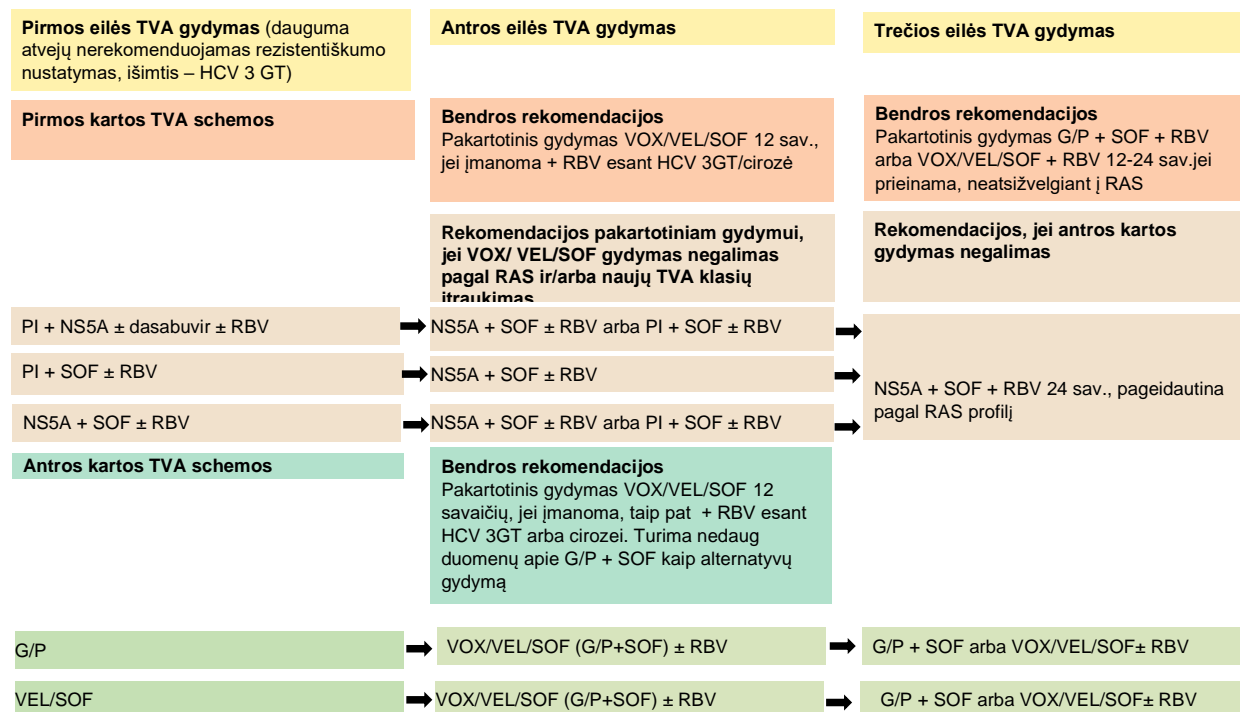 Pirmos eilės TVA gydymas (dauguma
atvejų nerekomenduojamas rezistentiškumo
nustatymas, išimtis – HCV 3 GT)
Antros eilės TVA gydymas
Trečios eilės TVA gydymas
Pirmos kartos TVA schemos
Bendros rekomendacijos
Pakartotinis gydymas VOX/VEL/SOF 12 sav.,
jei įmanoma + RBV esant HCV 3GT/cirozė
Bendros rekomendacijos
Pakartotinis gydymas G/P + SOF + RBV
arba VOX/VEL/SOF + RBV 12-24 sav.jei
prieinama, neatsižvelgiant į RAS
Rekomendacijos pakartotiniam gydymui,
jei VOX/ VEL/SOF gydymas negalimas
pagal RAS ir/arba naujų TVA klasių
įtraukimas
Rekomendacijos, jei antros kartos
gydymas negalimas
PI + NS5A ± dasabuvir ± RBV
NS5A + SOF ± RBV arba PI + SOF ± RBV
PI + SOF ± RBV
NS5A + SOF ± RBV
NS5A + SOF ± RBV
NS5A + SOF ± RBV arba PI + SOF ± RBV
NS5A + SOF + RBV 24 sav., pageidautina
pagal RAS profilį
Antros kartos TVA schemos
Bendros rekomendacijos
Pakartotinis gydymas VOX/VEL/SOF 12
savaičių, jei įmanoma, taip pat + RBV esant
HCV 3GT arba cirozei. Turima nedaug
duomenų apie G/P + SOF kaip alternatyvų
gydymą
G/P
VOX/VEL/SOF (G/P+SOF) ± RBV
G/P + SOF arba VOX/VEL/SOF± RBV
VEL/SOF
VOX/VEL/SOF (G/P+SOF) ± RBV
G/P + SOF arba VOX/VEL/SOF± RBV